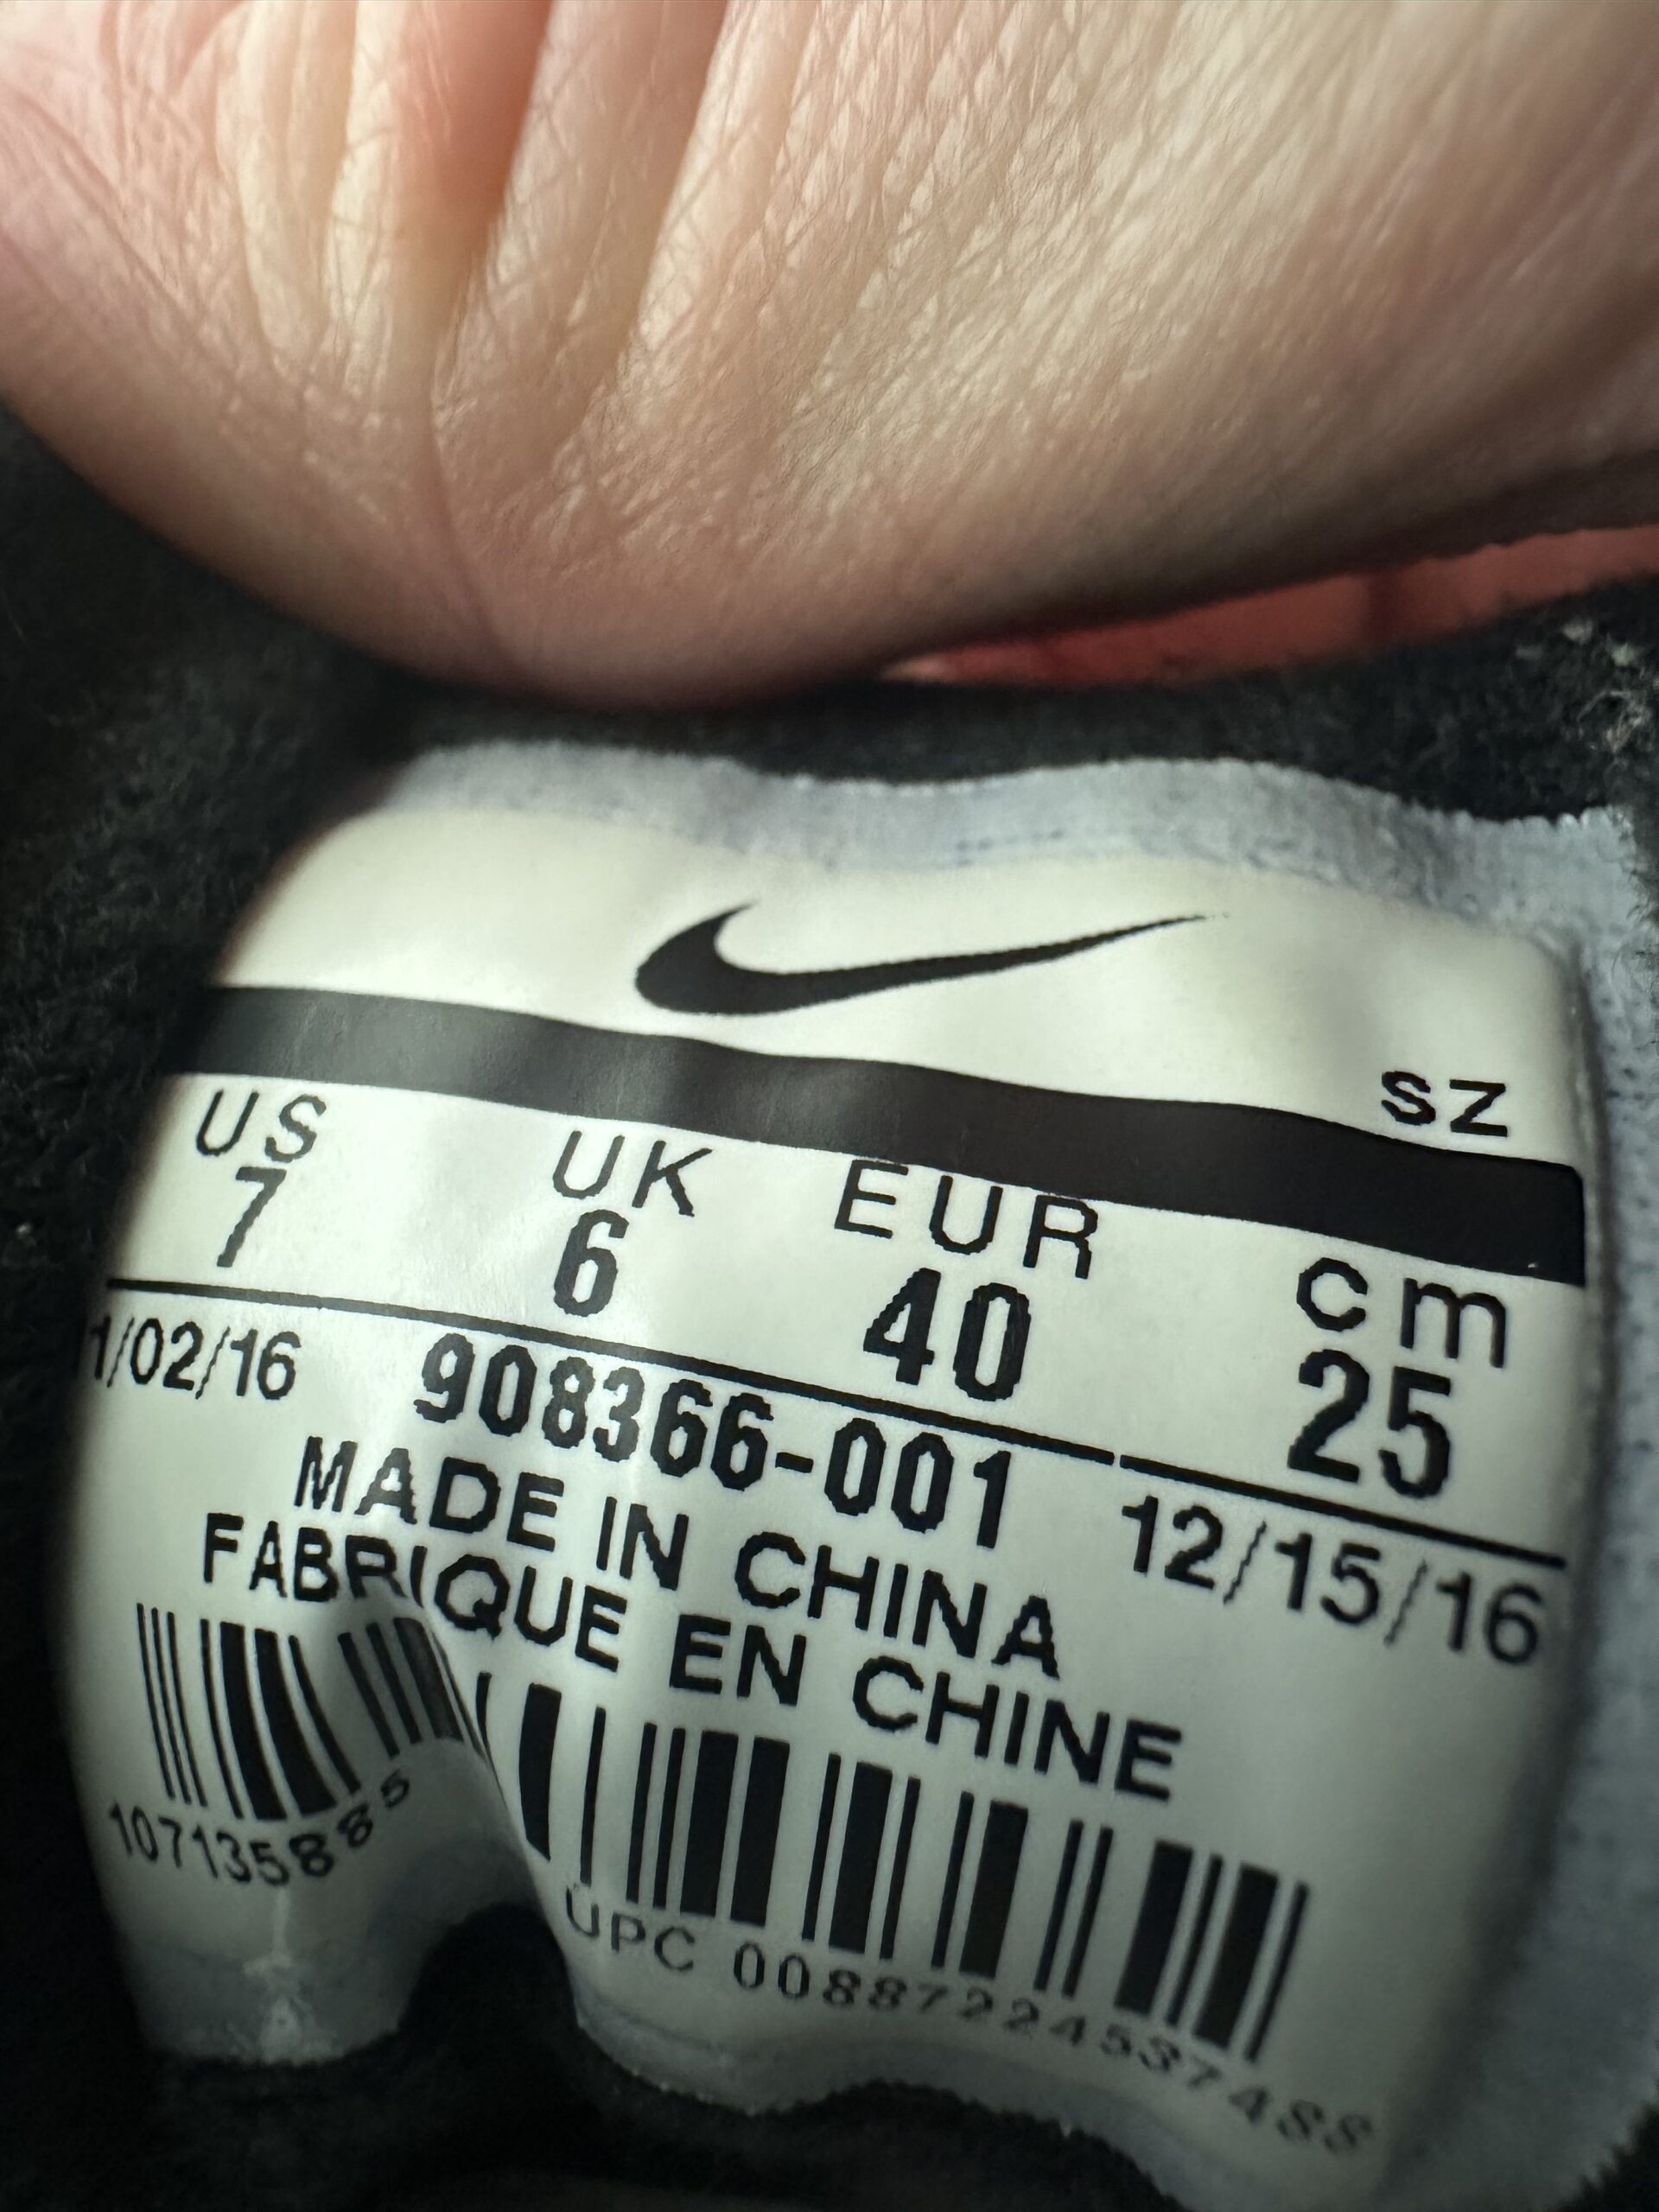 SZ
US UK EUR cm
7 6 40 25
1/02/16 908366-001 12/15/16
MADE IN CHINA
FABRIQUE EN CHINE
1071358885
UPC 00887224537488